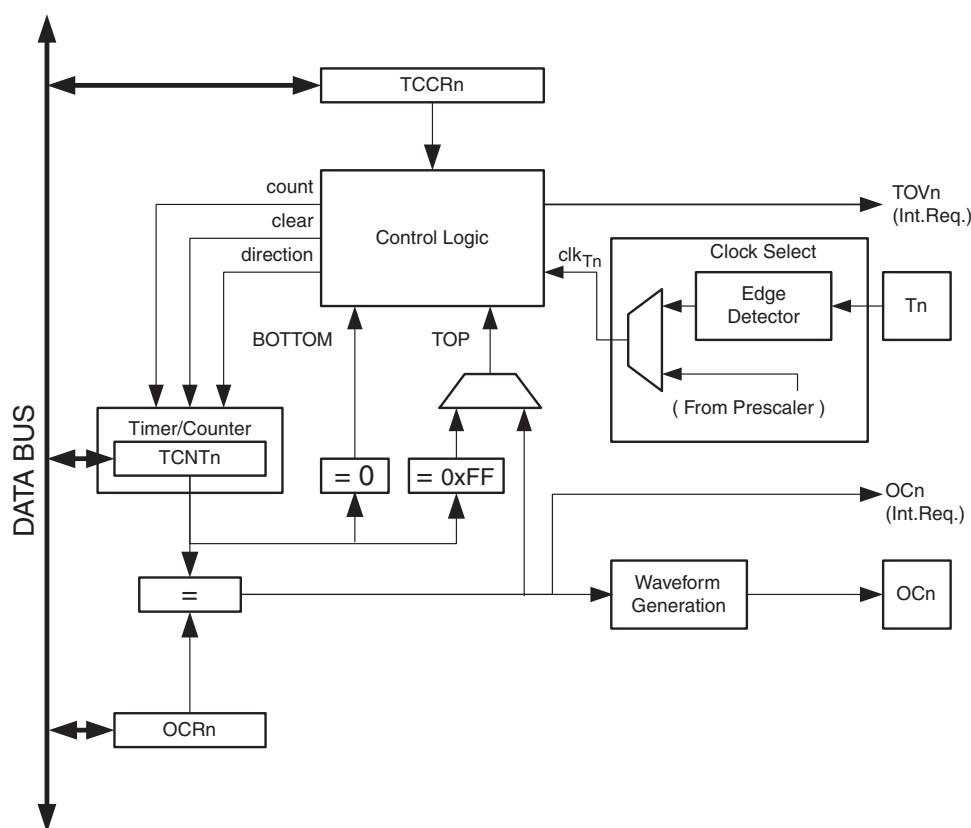 TCCRn
count
clear
direction
Control Logic
TOVn
(Int.Req.)
clkTn
Clock Select
Edge
Detector
Tn
( From Prescaler )
BOTTOM
TOP
DATA BUS
Timer/Counter
TCNTn
= 0
= 0xFF
OCn
(Int.Req.)
=
Waveform
Generation
OCn
OCRn